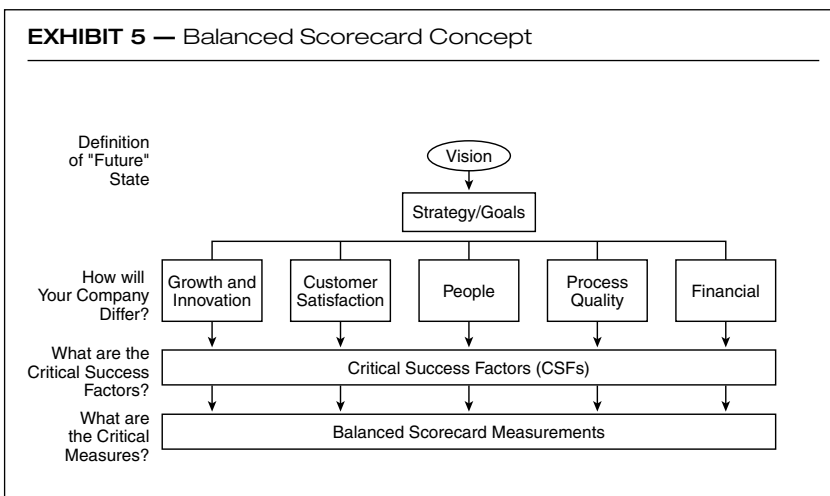 EXHIBIT 5 — Balanced Scorecard Concept
Definition
of "Future"
State
Vision
Strategy/Goals
How will
Your Company
Differ?
Growth and
Innovation
Customer
Satisfaction
People
Process
Quality
Financial
What are the
Critical Success
Factors?
Critical Success Factors (CSFs)
What are
the Critical
Measures?
Balanced Scorecard Measurements